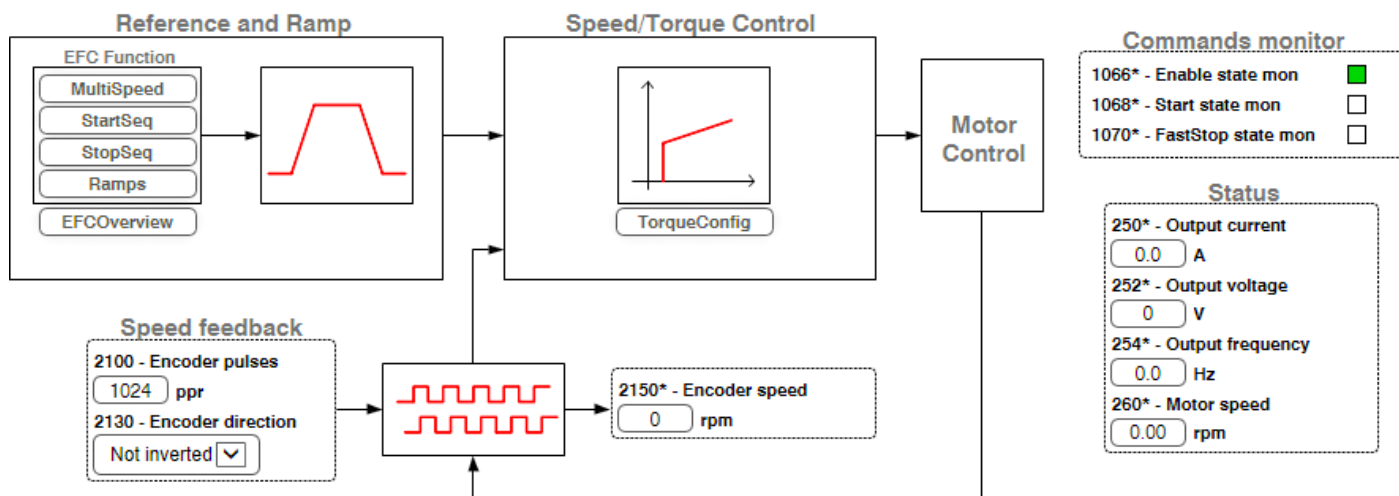 Reference and Ramp
EFC Function
MultiSpeed
StartSeq
StopSeq
Ramps
EFCOverview
Speed/Torque Control
TorqueConfig
Motor
Control
Commands monitor
1066* - Enable state mon
1068* - Start state mon
1070* - FastStop state mon
Status
250* - Output current
0.0 A
252* - Output voltage
0 V
254* - Output frequency
0.0 Hz
260* - Motor speed
0.00 rpm
Speed feedback
2100 - Encoder pulses
1024 ppr
2130 - Encoder direction
Not inverted
2150* - Encoder speed
0 rpm